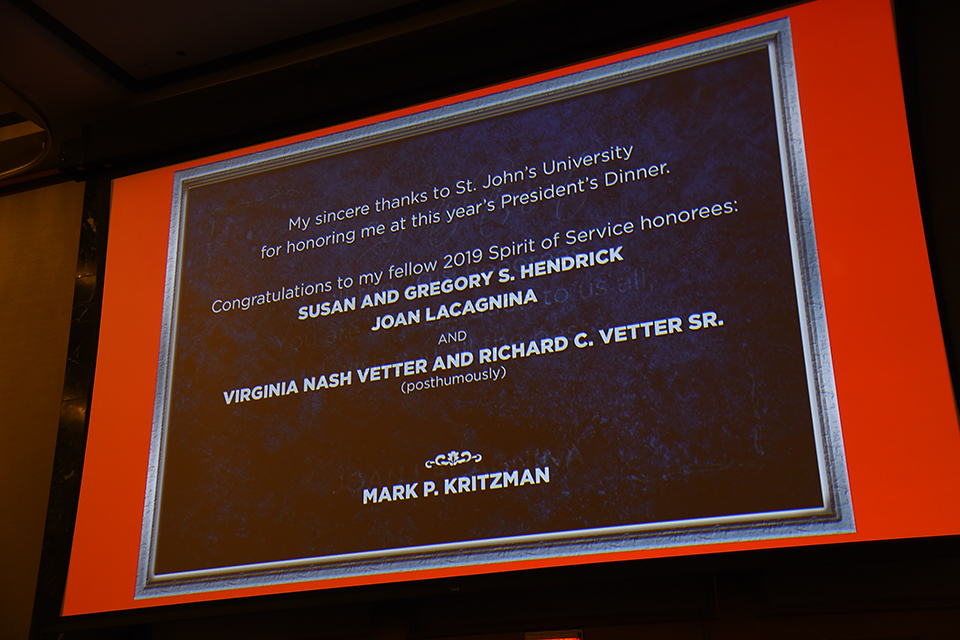 My sincere thanks to St. John's University
for honoring me at this year's President's Dinner.
Congratulations to my fellow 2019 Spirit of Service honorees:
SUSAN AND GREGORY S. HENDRICK
JOAN LACAGNINA
AND
VIRGINIA NASH VETTER AND RICHARD C. VETTER SR.
(posthumously)
MARK P. KRITZMAN